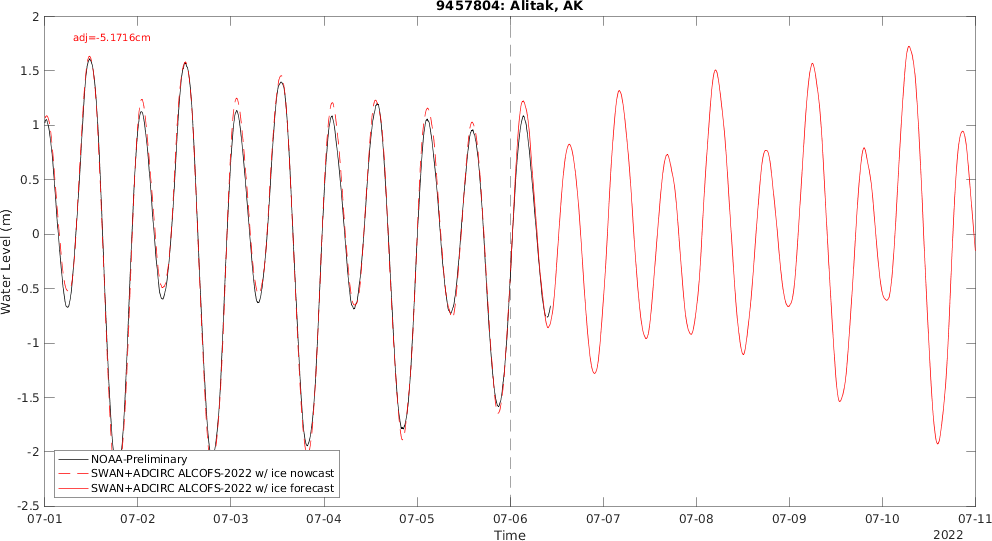 9457804: Alitak, AK
adj=-5.1716cm
Water Level (m)
2
1.5
1
0.5
0
-0.5
-1
-1.5
-2
-2.5
NOAA-Preliminary
SWAN+ADCIRC ALCOFS-2022 w/ ice nowcast
SWAN+ADCIRC ALCOFS-2022 w/ ice forecast
07-01 07-02 07-03 07-04 07-05 07-06 07-07 07-08 07-09 07-10 07-11
Time
2022